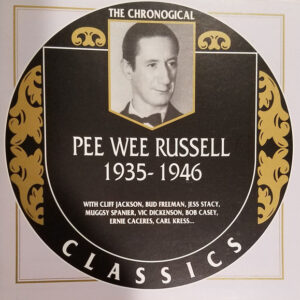 THE CHRONOGICAL
PEE WEE RUSSELL
1935-1946
WITH CLIFF JACKSON, BUD FREEMAN, JESS STACY,
MUGGSY SPANIER, VIC DICKENSON, BOB CASEY,
ERNIE CACERES, CARL KRESS...
CLASSICS